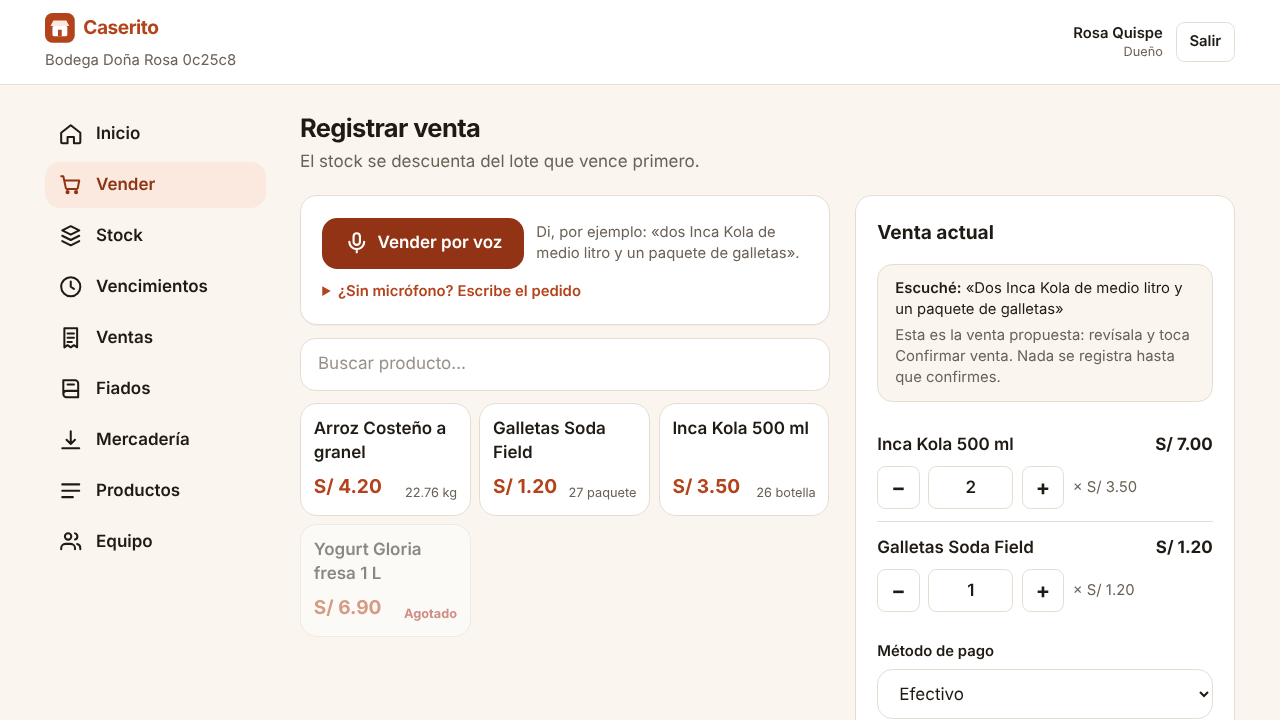 Caserito
Bodega Doña Rosa 0c25c8
Rosa Quispe
Dueño
Salir
Inicio
Vender
Stock
Vencimientos
Ventas
Fiados
Mercadería
Productos
Equipo
Registrar venta
El stock se descuenta del lote que vence primero.
Vender por voz
Di, por ejemplo: «dos Inca Kola de
medio litro y un paquete de galletas».
¿Sin micrófono? Escribe el pedido
Buscar producto...
Arroz Costeño a
granel
S/ 4.20
22.76 kg
Galletas Soda
Field
S/ 1.20
27 paquete
Inca Kola 500 ml
S/ 3.50
26 botella
Yogurt Gloria
fresa 1 L
S/ 6.90
Agotado
Venta actual
Escuché: «Dos Inca Kola de medio litro y
un paquete de galletas»
Esta es la venta propuesta: revísala y toca
Confirmar venta. Nada se registra hasta
que confirmes.
Inca Kola 500 ml
S/ 7.00
− 2 + × S/ 3.50
Galletas Soda Field
S/ 1.20
− 1 + × S/ 1.20
Método de pago
Efectivo